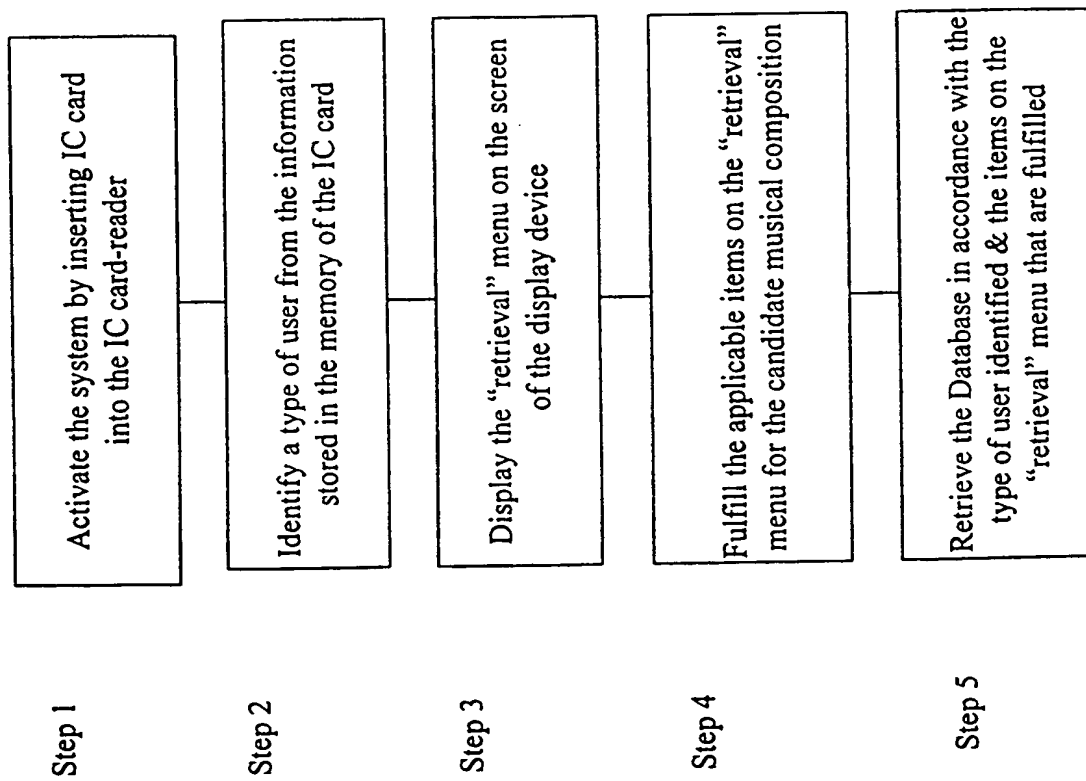 Step 1
Activate the system by inserting IC card
into the IC card-reader
Step 2
Identify a type of user from the information
stored in the memory of the IC card
Step 3
Display the “retrieval” menu on the screen
of the display device
Step 4
Fulfill the applicable items on the “retrieval”
menu for the candidate musical composition
Step 5
Retrieve the Database in accordance with the
type of user identified & the items on the
“retrieval” menu that are fulfilled